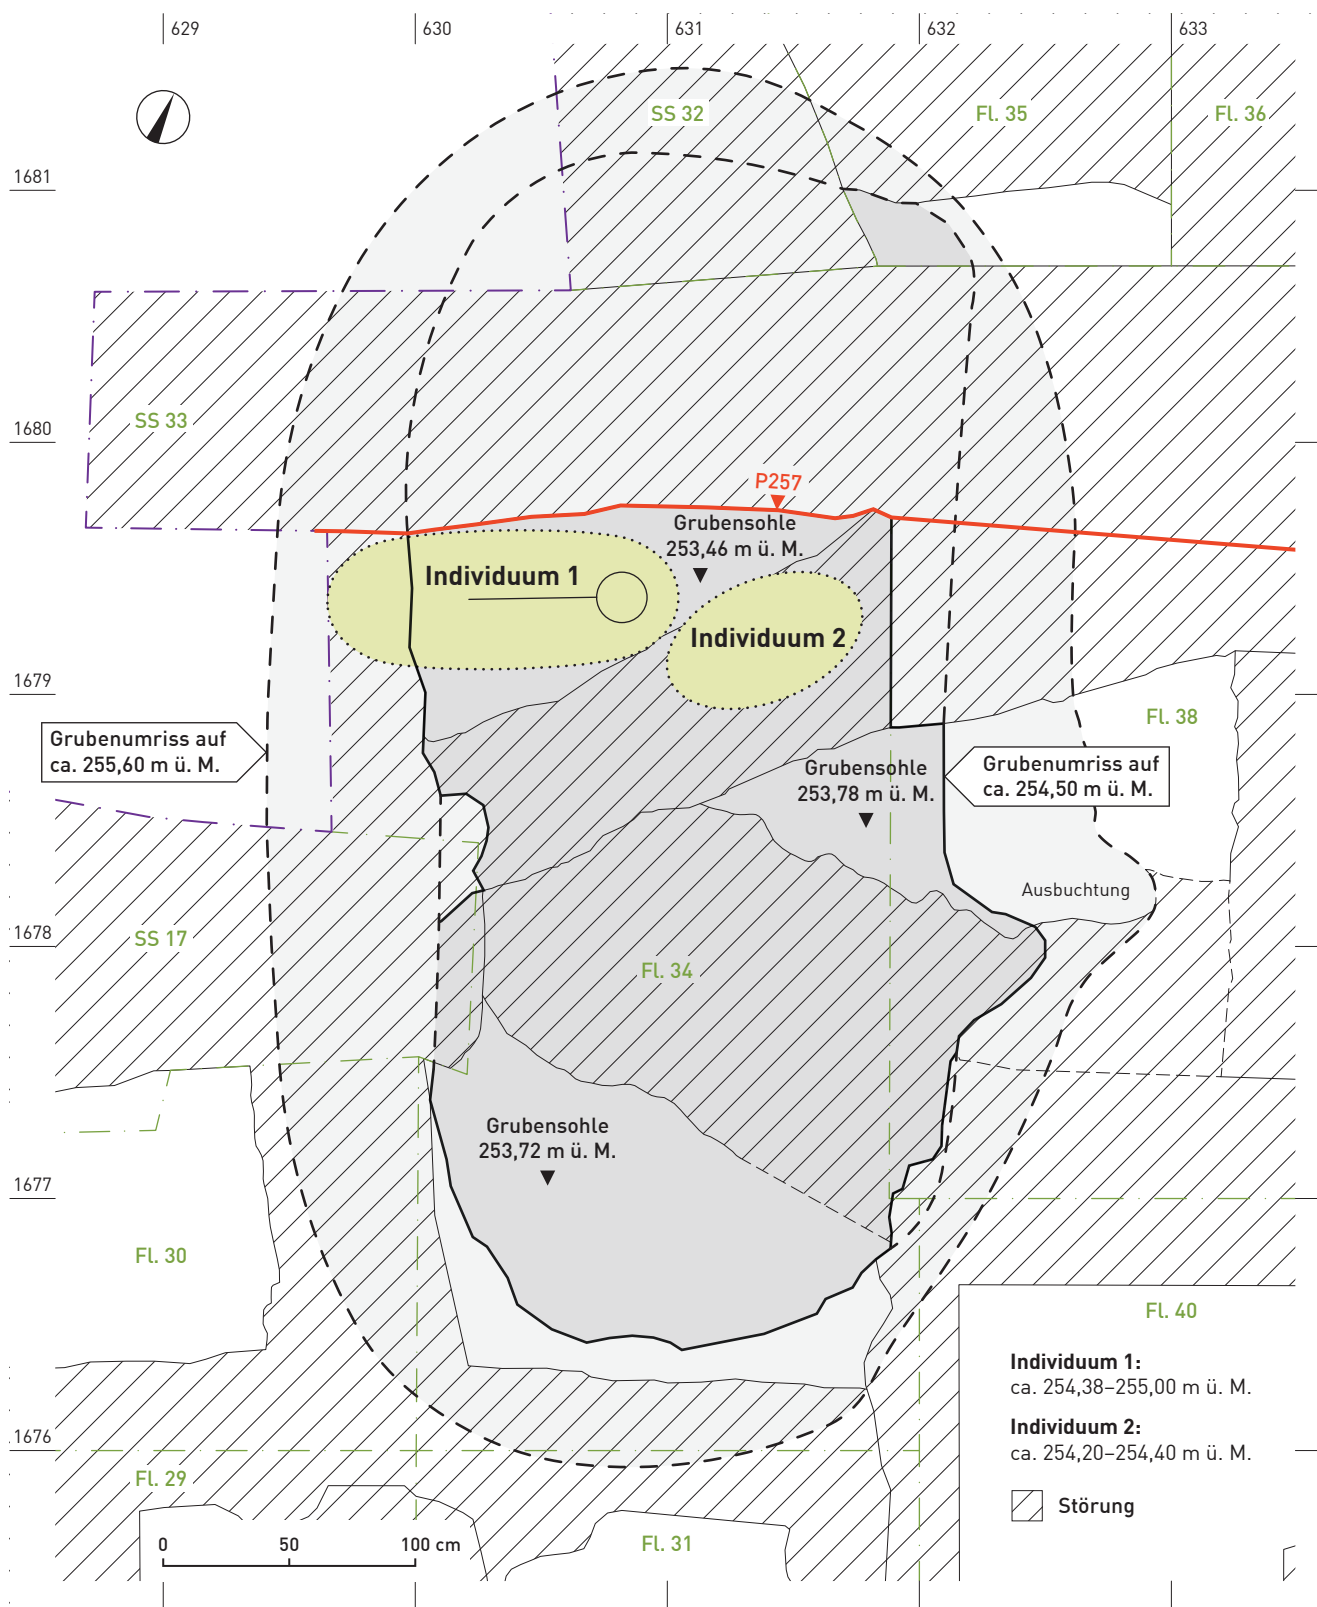 629
630
631
632
633
SS 32
Fl. 35
Fl. 36
1681
SS 33
1680
P257
Grubensohle
253,46 m ü. M.
Individuum 1
Individuum 2
1679
Fl. 38
Grubenumriss auf
ca. 255,60 m ü. M.
Grubensohle
253,78 m ü. M.
Grubenumriss auf
ca. 254,50 m ü. M.
Ausbuchtung
1678
SS 17
Fl. 34
Grubensohle
253,72 m ü. M.
1677
Fl. 30
Fl. 40
Individuum 1:
ca. 254,38–255,00 m ü. M.
Individuum 2:
ca. 254,20–254,40 m ü. M.
1676
Fl. 29
Störung
Fl. 31
0 50 100 cm